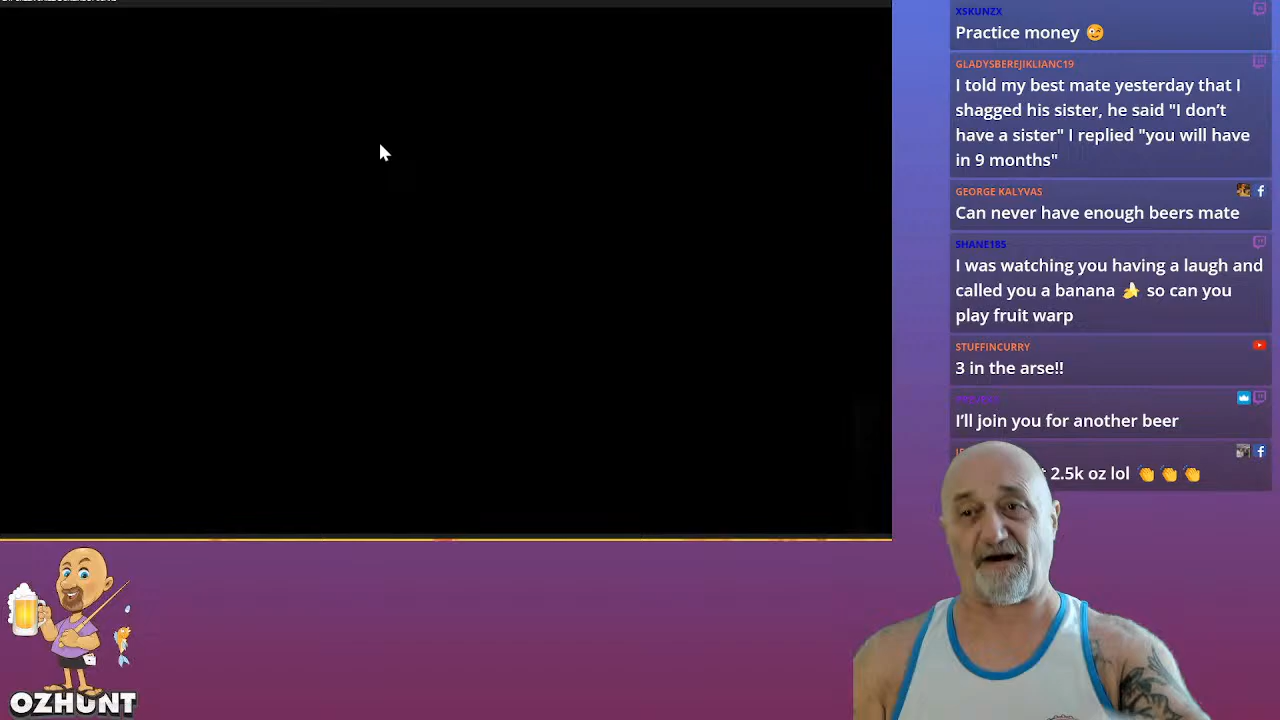 XSKUNZX
Practice money 😉
GLADYSBEREJIKLIANC19
I told my best mate yesterday that I
shagged his sister, he said "I don't
have a sister" I replied "you will have
in 9 months"
GEORGE KALYVAS
Can never have enough beers mate
SHANE185
I was watching you having a laugh and
called you a banana 🍌 so can you
play fruit warp
STUFFINCURRY
3 in the arse!!
I'll join you for another beer
2.5k oz lol 👏 👏 👏
OZHUNT